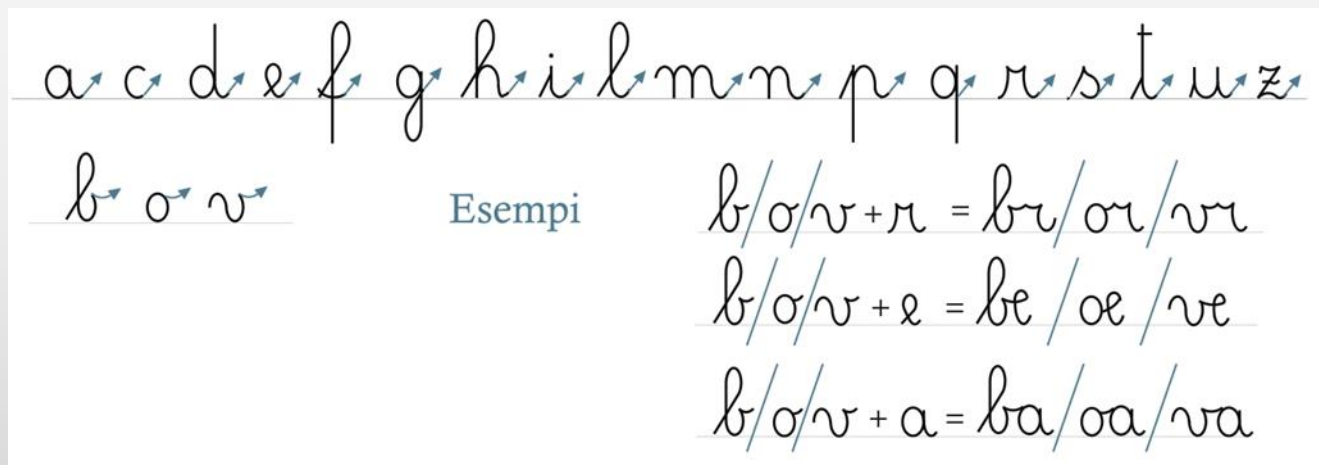 a c d e f g h i l m n p q r s t u z
b o v
Esempi
b/o/v + r = br/or/vr
b/o/v + e = be/oe/ve
b/o/v + a = ba/oa/va